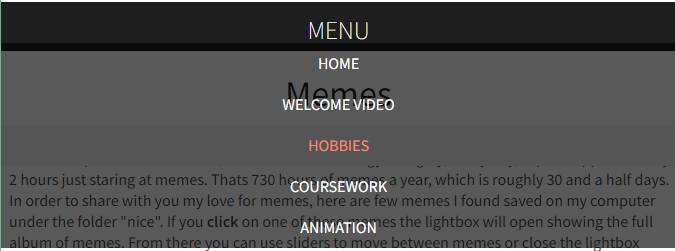 MENU
HOME
Memes
WELCOME VIDEO
HOBBIES
2 hours just staring at memes. Thats 730 hours of memes a year, which is roughly 30 and a half days.
COURSEWORK
In order to share with you my love for memes, here are few memes I found saved on my computer
under the folder "nice". If you click on one of these memes the lightbox will open showing the full
ANIMATION
album of memes. From there you can use sliders to move between memes or close the lightbox